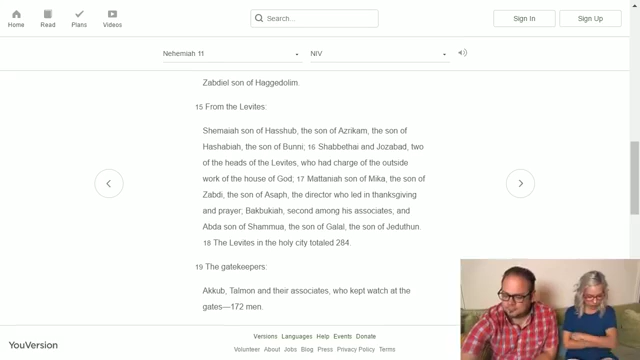 Home Read Plans Videos
Search...
Sign In Sign Up
Nehemiah 11 NIV
Zabdiel son of Haggedolim.
15 From the Levites:
Shemaiah son of Hasshub, the son of Azrikam, the son of
Hashabiah, the son of Bunni; 16 Shabbethai and Jozabad, two
of the heads of the Levites, who had charge of the outside
work of the house of God; 17 Mattaniah son of Mika, the son of
Zabdi, the son of Asaph, the director who led in thanksgiving
and prayer; Bakbukiah, second among his associates; and
Abda son of Shammua, the son of Galal, the son of Jeduthun.
18 The Levites in the holy city totaled 284.
19 The gatekeepers:
Akkub, Talmon and their associates, who kept watch at the
gates—172 men.
Versions Languages Help Events Donate
YouVersion
Volunteer About Jobs Blog Press Privacy Policy Terms